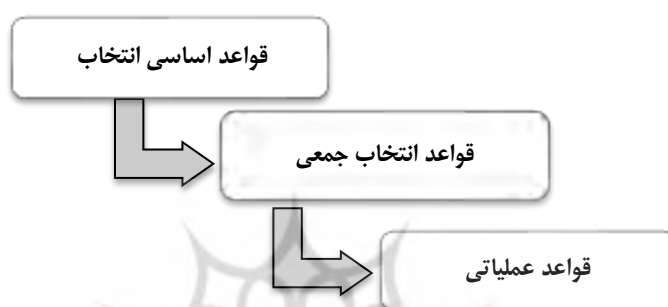 قواعد اساسی انتخاب
قواعد انتخاب جمعی
قواعد عملیاتی